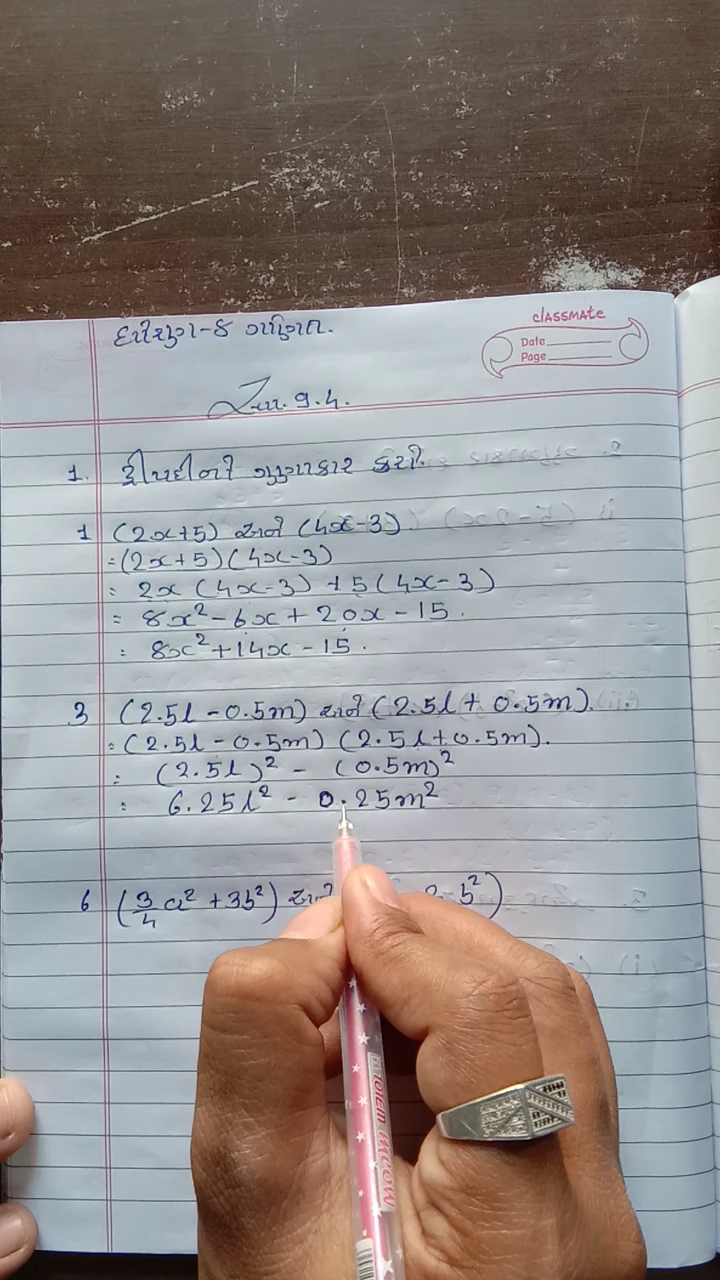 ધોરણ-8 ગણિત.
classmate
Date
Page
સ્વા. 9.4.
1. દ્વીપદીનો ગુણાકાર કરો.
1 (2x+5) અને (4x-3).
=(2x+5)(4x-3)
= 2x(4x-3) +5(4x-3)
= 8x²-6x+20x-15.
= 8x²+14x-15.
3 (2.5l-0.5m) અને (2.5l+0.5m).
=(2.5l-0.5m)(2.5l+0.5m).
= (2.5l)² - (0.5m)²
= 6.25l² - 0.25m²
6 (3/4 a² +3b²) અને b²)